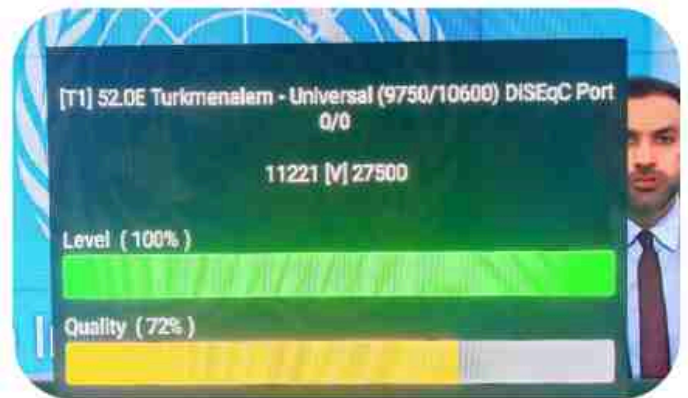 [T1] 52.0E Turkmenalem - Universal (9750/10600) DiSEqC Port
0/0
11221 [V] 27500
Level ( 100% )
Quality ( 72% )